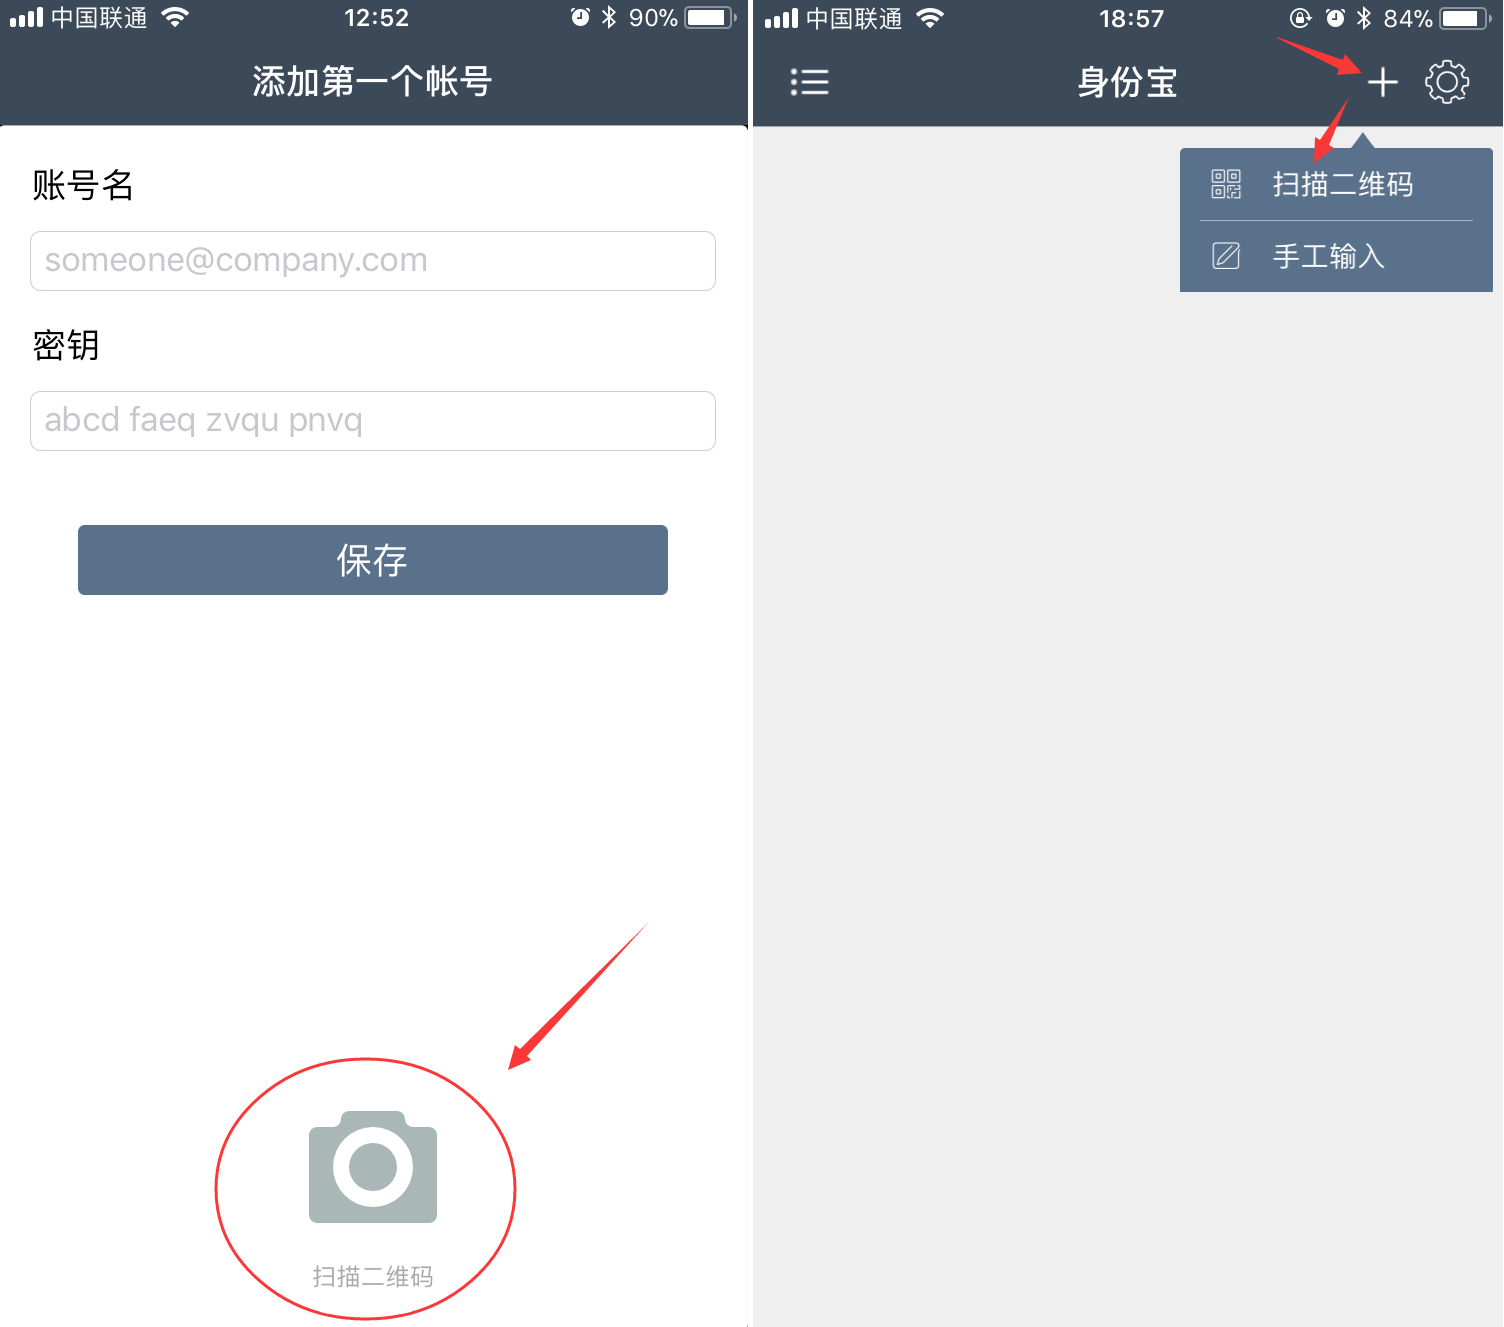 中国联通
12:52
90%
添加第一个帐号
账号名
someone@company.com
密钥
abcd faeq zvqu pnvq
保存
扫描二维码
中国联通
18:57
84%
身份宝
扫描二维码
手工输入